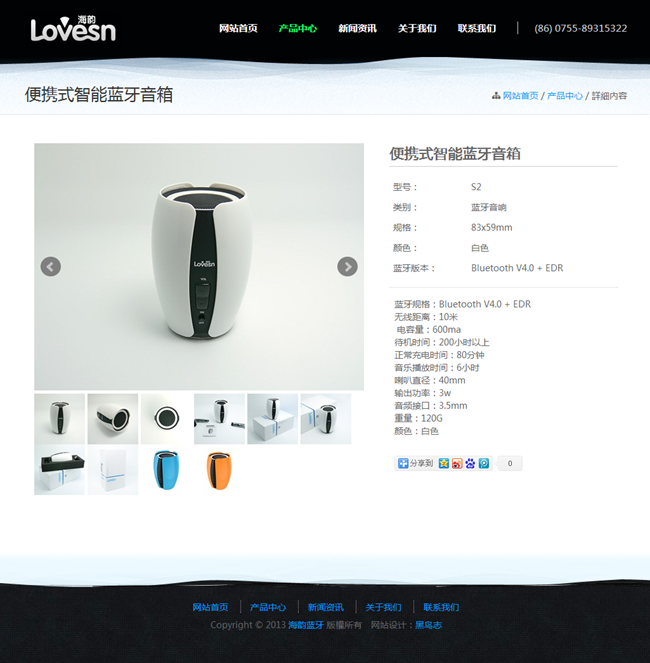 海韵
Lovesn
网站首页 产品中心 新闻资讯 关于我们 联系我们 (86) 0755-89315322
便携式智能蓝牙音箱
网站首页 / 产品中心 / 詳細内容
便携式智能蓝牙音箱
型号： S2
类别： 蓝牙音响
规格： 83x59mm
颜色： 白色
蓝牙版本： Bluetooth V4.0 + EDR
Lovesn
蓝牙规格：Bluetooth V4.0 + EDR
无线距离：10米
电容量：600ma
待机时间：200小时以上
正常充电时间：80分钟
音乐播放时间：6小时
喇叭直径：40mm
输出功率：3w
音频接口：3.5mm
重量：120G
颜色：白色
分享到 0
网站首页 产品中心 新闻资讯 关于我们 联系我们
Copyright © 2013 海韵蓝牙 版權所有 网站设计：黑鸟志